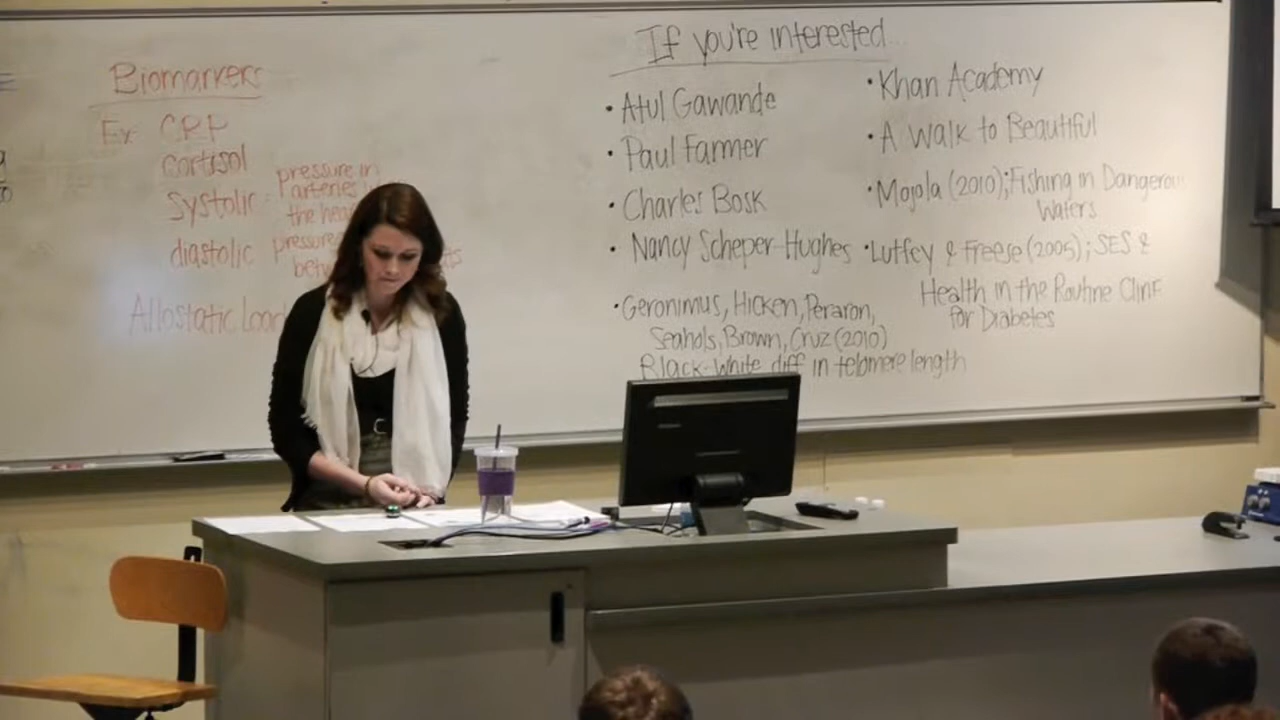 Biomarkers
Ex: CRP
cortisol
Systolic pressure in
arteries
the
diastolic pressure
Allostatic Load
If you're interested...
• Atul Gawande
• Paul Farmer
• Charles Bosk
• Nancy Scheper-Hughes
• Geronimus, Hicken, Peraron,
Seahols, Brown, Cruz (2010)
Black-White diff in telomere length
• Khan Academy
• A Walk to Beautiful
• Mojola (2010); Fishing in Dangerous
Waters
• Lutfey & Freese (2005); SES &
Health in the Routine Clinic
for Diabetes